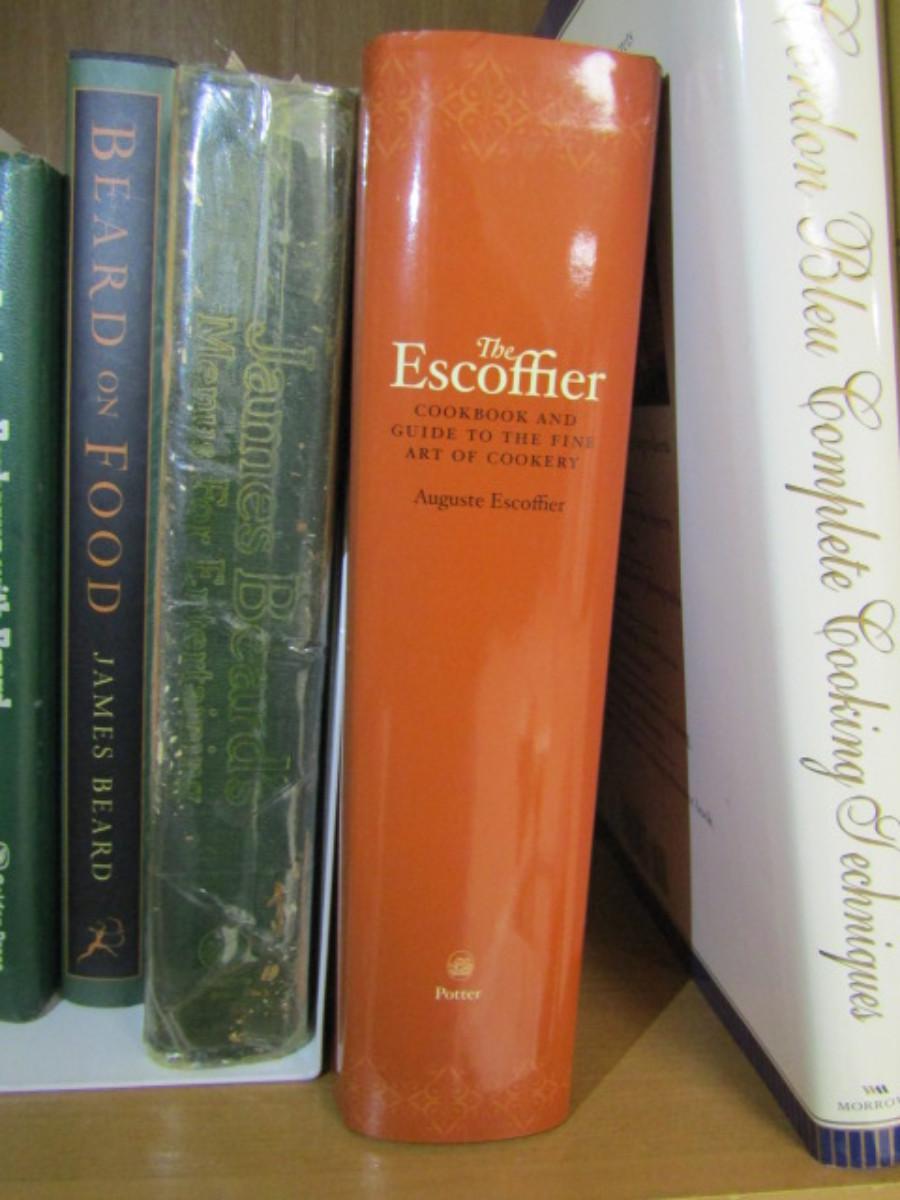 BEARD ON FOOD JAMES BEARD
James Beard's
Menus For Entertaining
The
Escoffier
COOKBOOK AND
GUIDE TO THE FINE
ART OF COOKERY
Auguste Escoffier
Potter
Cordon Bleu Complete Cooking Techniques
MORROW